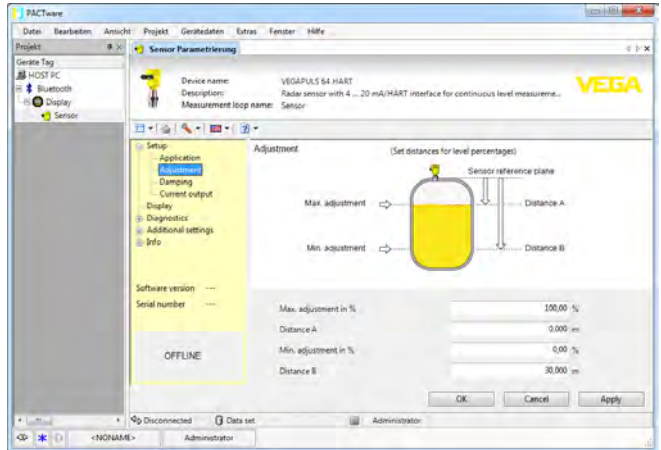 PACTware
Datei Bearbeiten Ansicht Projekt Gerätedaten Extras Fenster Hilfe
Projekt
Geräte Tag
HOST PC
Bluetooth
Display
Sensor
Sensor Parametrierung
Device name: VEGAPULS 64 HART
Description: Radar sensor with 4 ... 20 mA/HART interface for continuous level measureme...
Measurement loop name: Sensor
VEGA
Setup
Application
Adjustment
Damping
Current output
Display
Diagnostics
Additional settings
Info
Software version ---
Serial number ---
OFFLINE
Adjustment
(Set distances for level percentages)
Sensor reference plane
Max. adjustment
Distance A
Min. adjustment
Distance B
Max. adjustment in % 100,00 %
Distance A 0,000 m
Min. adjustment in % 0,00 %
Distance B 30,000 m
OK Cancel Apply
Disconnected Data set Administrator
<NONAME> Administrator